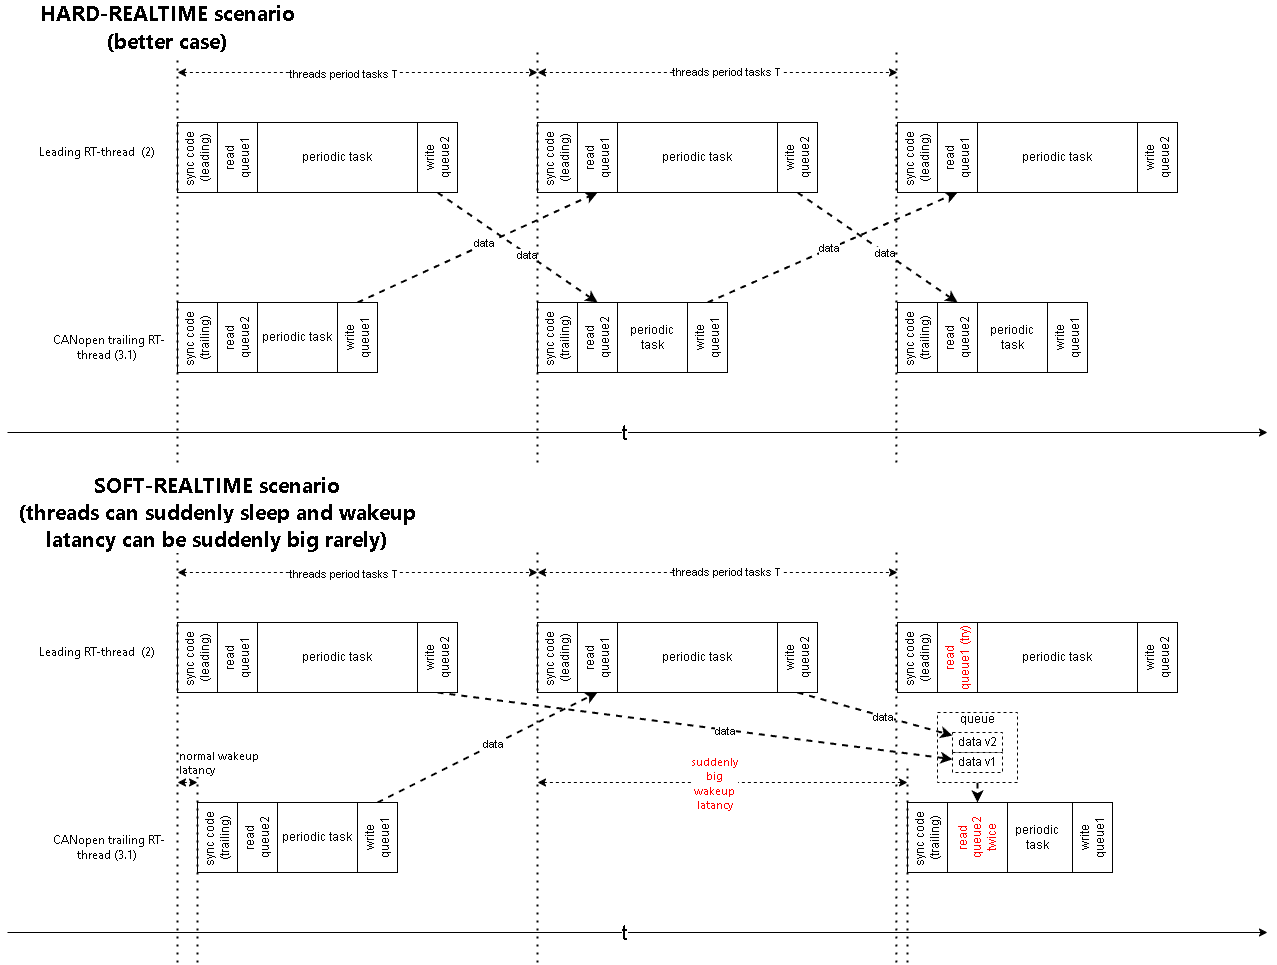 HARD-REALTIME scenario
(better case)
threads period tasks T
threads period tasks T
Leading RT-thread (2)
sync code
(leading)
read
queue1
periodic task
write
queue2
sync code
(leading)
read
queue1
periodic task
write
queue2
sync code
(leading)
read
queue1
periodic task
write
queue2
data
data
data
data
CANopen trailing RT-
thread (3.1)
sync code
(trailing)
read
queue2
periodic task
write
queue1
sync code
(trailing)
read
queue2
periodic
task
write
queue1
sync code
(trailing)
read
queue2
periodic
task
write
queue1
t
SOFT-REALTIME scenario
(threads can suddenly sleep and wakeup
latancy can be suddenly big rarely)
threads period tasks T
threads period tasks T
Leading RT-thread (2)
sync code
(leading)
read
queue1
periodic task
write
queue2
sync code
(leading)
read
queue1
periodic task
write
queue2
sync code
(leading)
read
queue1 (try)
periodic task
write
queue2
data
data
data
queue
data v2
data v1
normal wakeup
latancy
suddenly
big
wakeup
latancy
CANopen trailing RT-
thread (3.1)
sync code
(trailing)
read
queue2
periodic task
write
queue1
sync code
(trailing)
read
queue2
twice
periodic
task
write
queue1
t